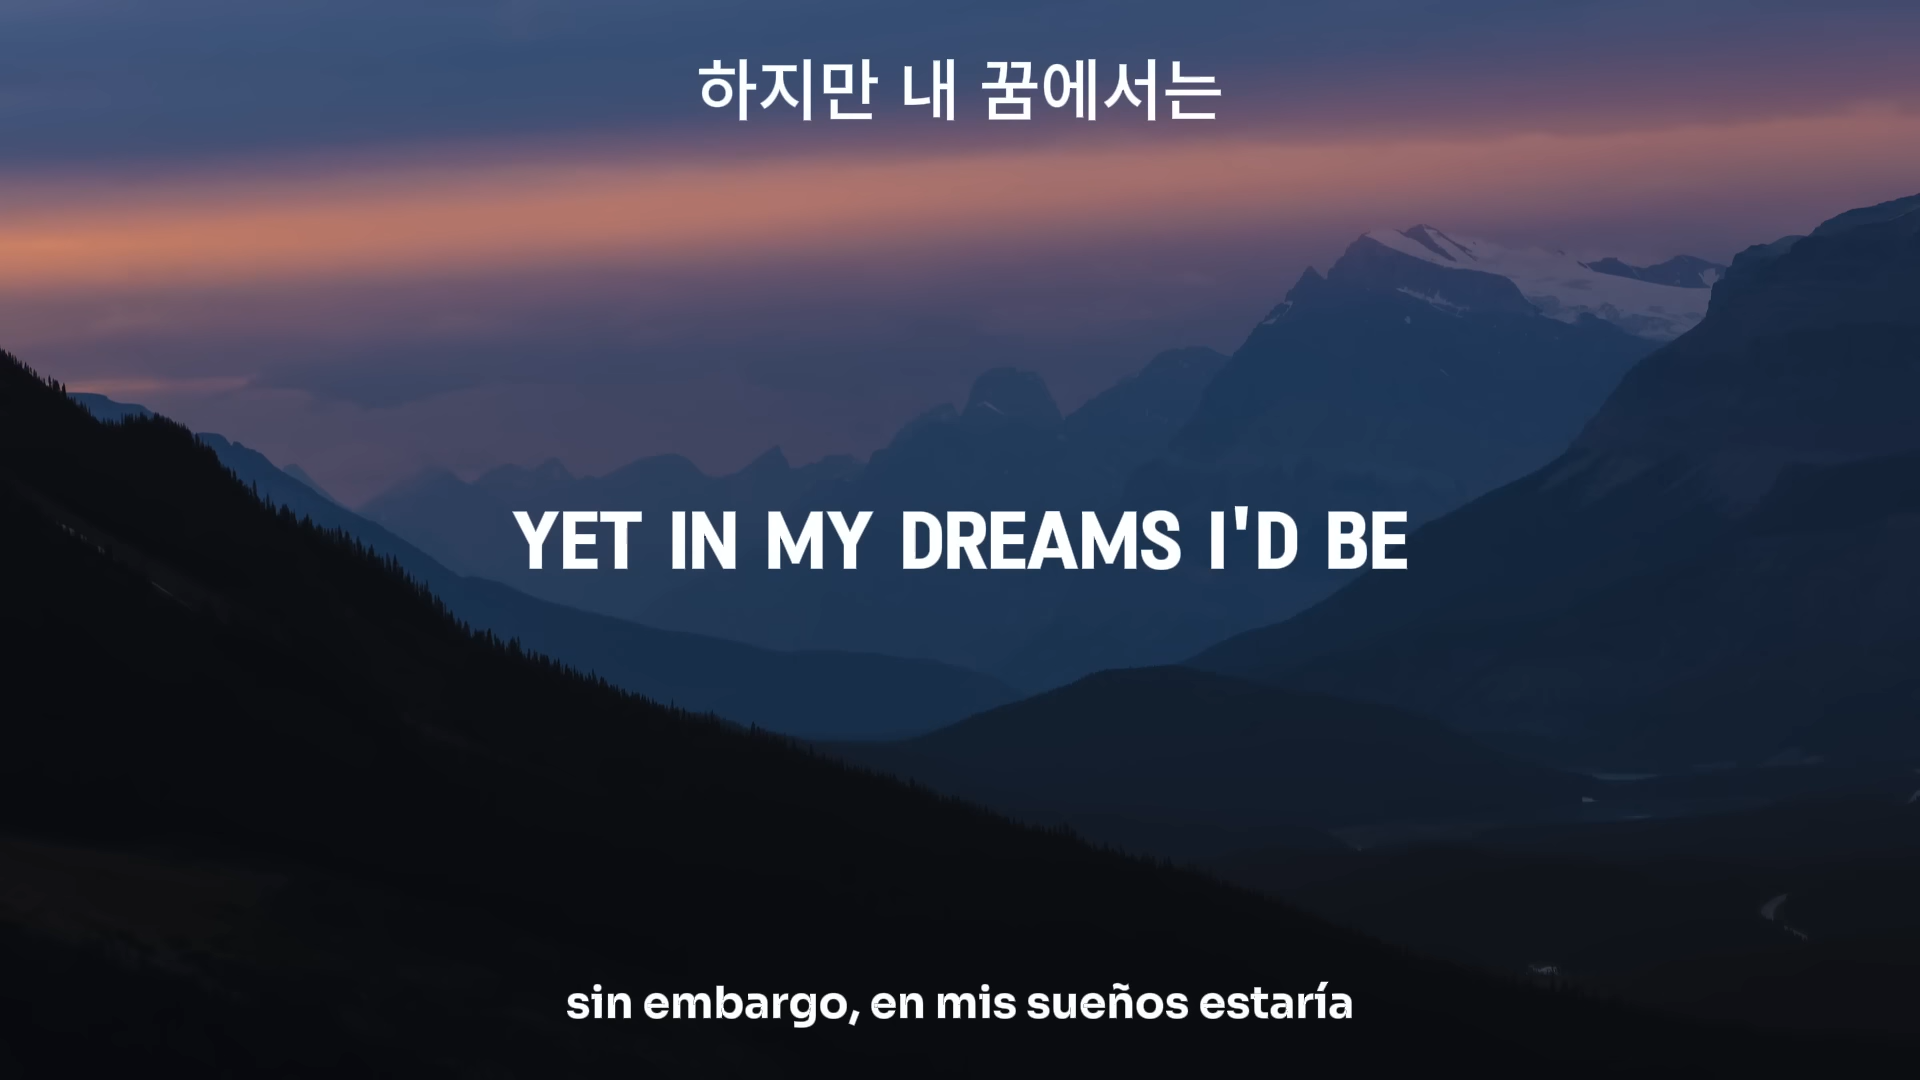 하지만 내 꿈에서는
YET IN MY DREAMS I'D BE
sin embargo, en mis sueños estaría